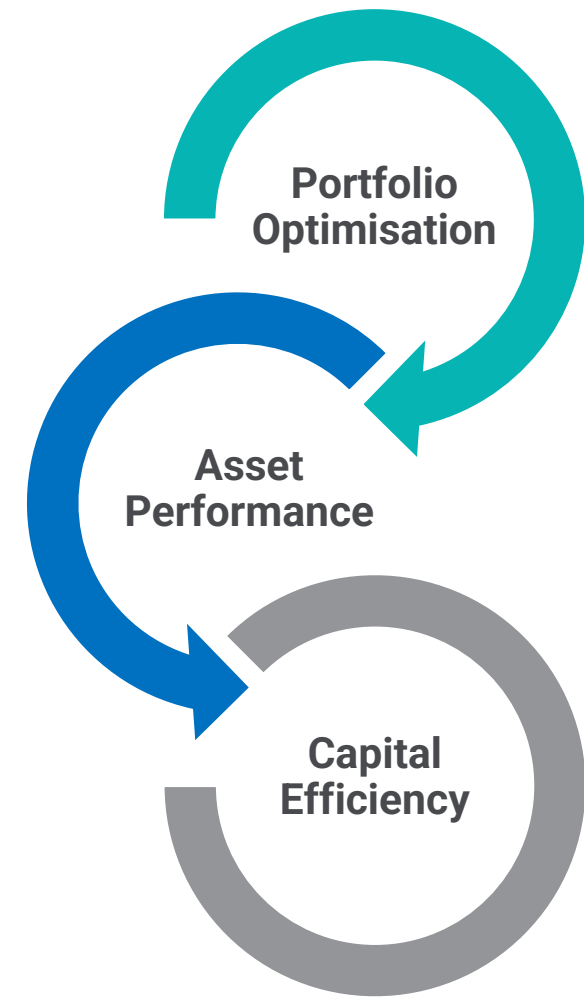 Portfolio
Optimisation
Asset
Performance
Capital
Efficiency